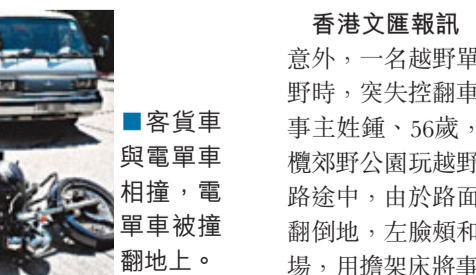 ■客貨車
與電單車
相撞，電
單車被撞
翻地上。
香港文匯報訊
意外，一名越野單
野時，突失控翻車
事主姓鍾、56歲，
欖郊野公園玩越野
路途中，由於路面
翻倒地，左臉頰和
場，用擔架床將事